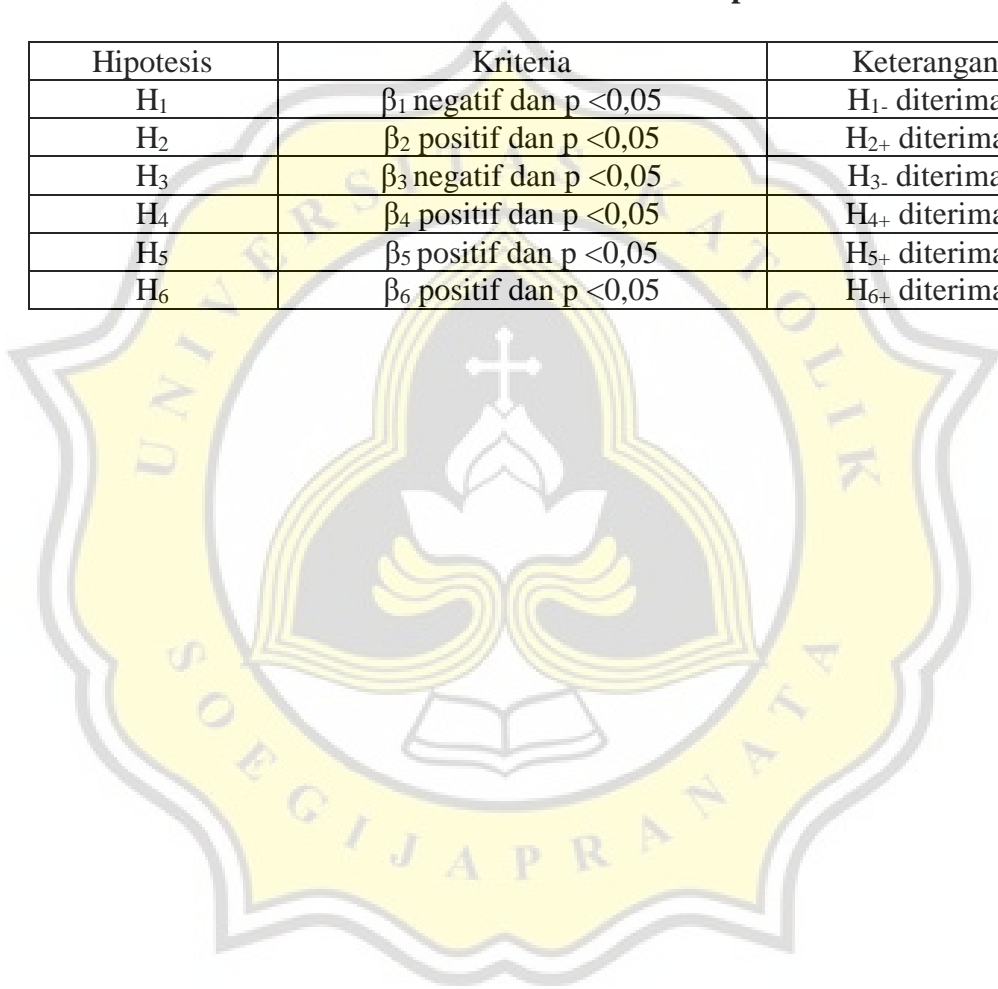 Hipotesis Kriteria Keterangan
H₁ β₁ negatif dan p <0,05 H₁₋ diterima
H₂ β₂ positif dan p <0,05 H₂₊ diterima
H₃ β₃ negatif dan p <0,05 H₃₋ diterima
H₄ β₄ positif dan p <0,05 H₄₊ diterima
H₅ β₅ positif dan p <0,05 H₅₊ diterima
H₆ β₆ positif dan p <0,05 H₆₊ diterima
UNIVERSITAS KATOLIK
SOEGIJAPRANATA